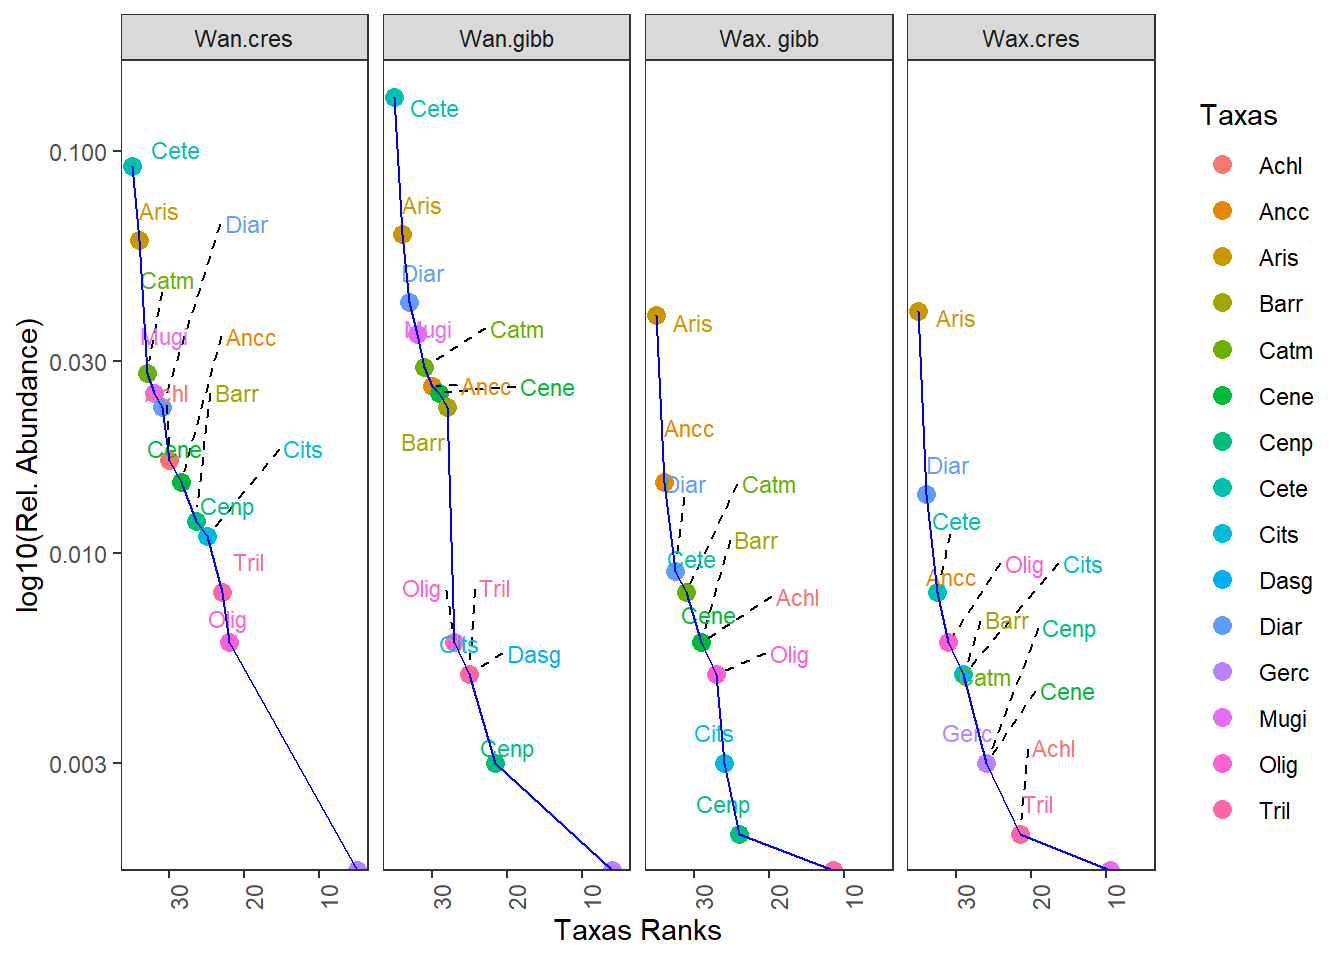 Wan.cres
Wan.gibb
Wax. gibb
Wax.cres
log10(Rel. Abundance)
0.100
0.030
0.010
0.003
Cete
Aris
Diar
Catm
Mugi
Ancc
Achl
Barr
Cene
Cits
Cenp
Tril
Olig
Cete
Aris
Diar
Mugi
Catm
Ancc
Cene
Barr
Olig
Tril
Cits
Dasg
Cenp
Aris
Ancc
Diar
Catm
Barr
Cete
Achl
Cene
Olig
Cits
Cenp
Aris
Diar
Cete
Olig
Cits
Ancc
Barr
Cenp
Catm
Cene
Gerc
Achl
Tril
30
20
10
30
20
10
30
20
10
30
20
10
Taxas Ranks
Taxas
Achl
Ancc
Aris
Barr
Catm
Cene
Cenp
Cete
Cits
Dasg
Diar
Gerc
Mugi
Olig
Tril